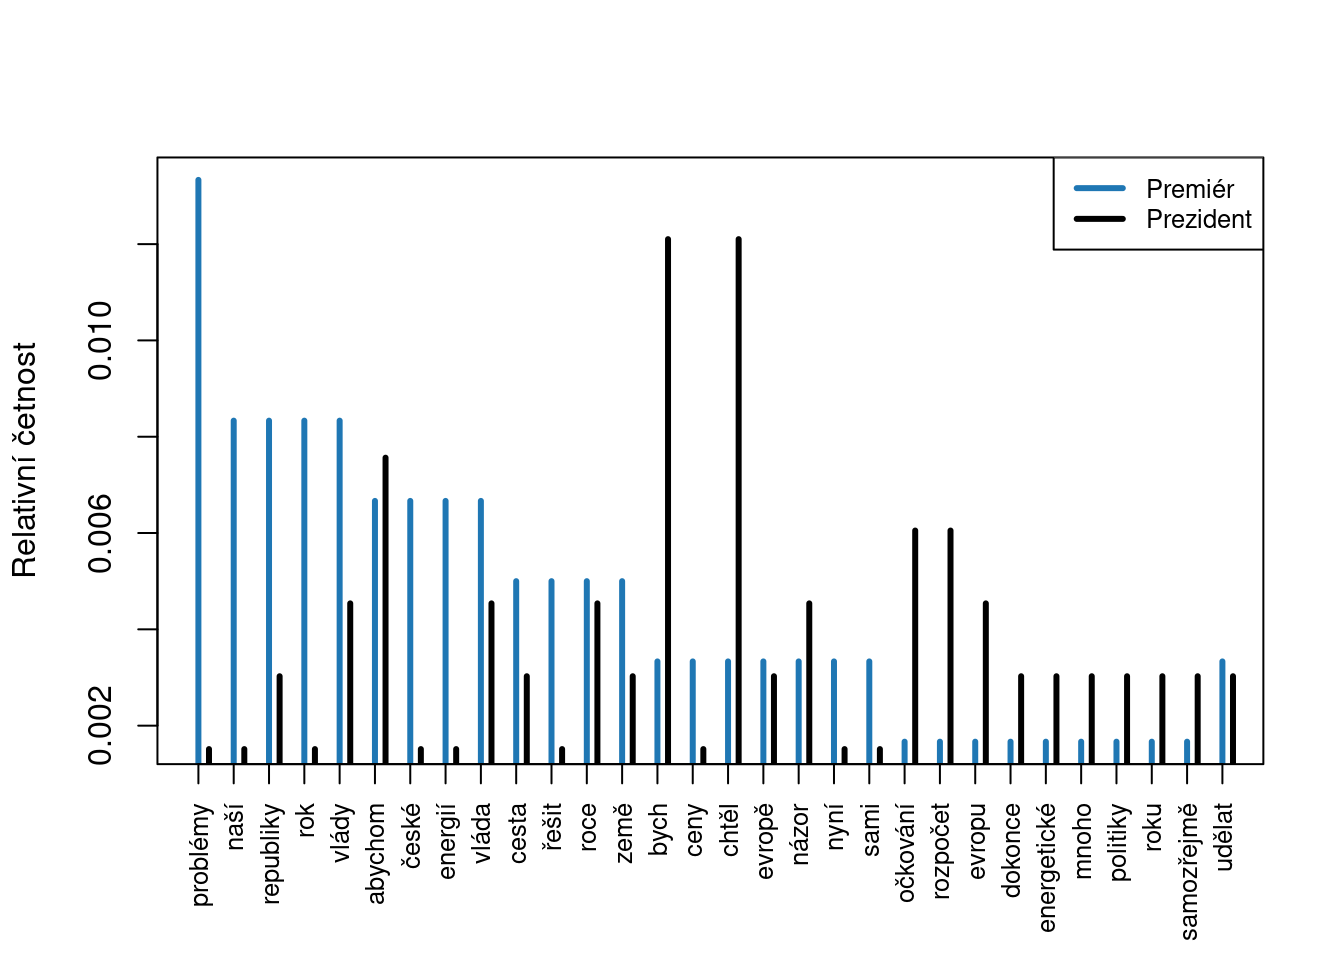 Premiér
Prezident
Relativní četnost
0.010
0.006
0.002
problémy
naší
republiky
rok
vlády
abychom
české
energií
vláda
cesta
řešit
roce
země
bych
ceny
chtěl
evropě
názor
nyní
sami
očkování
rozpočet
evropu
dokonce
energetické
mnoho
politiky
roku
samozřejmě
udělat